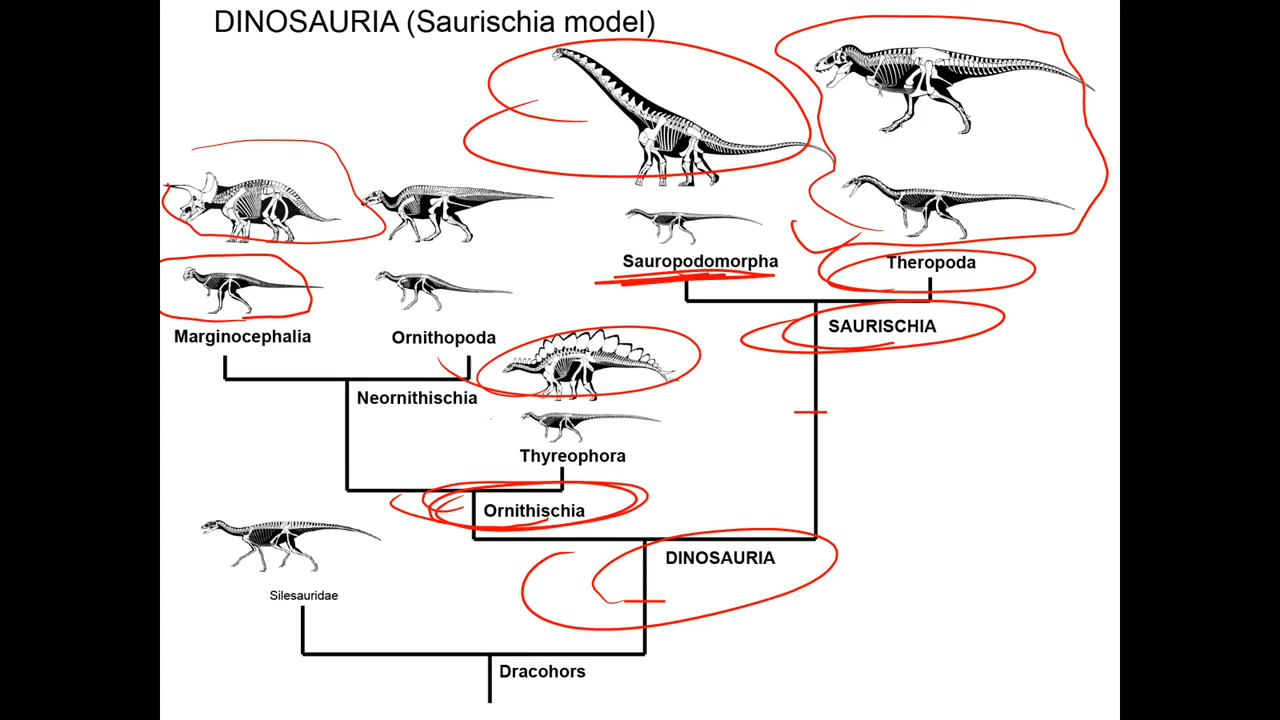 DINOSAURIA (Saurischia model)
Sauropodomorpha
Theropoda
SAURISCHIA
Marginocephalia
Ornithopoda
Neornithischia
Thyreophora
Ornithischia
DINOSAURIA
Silesauridae
Dracohors